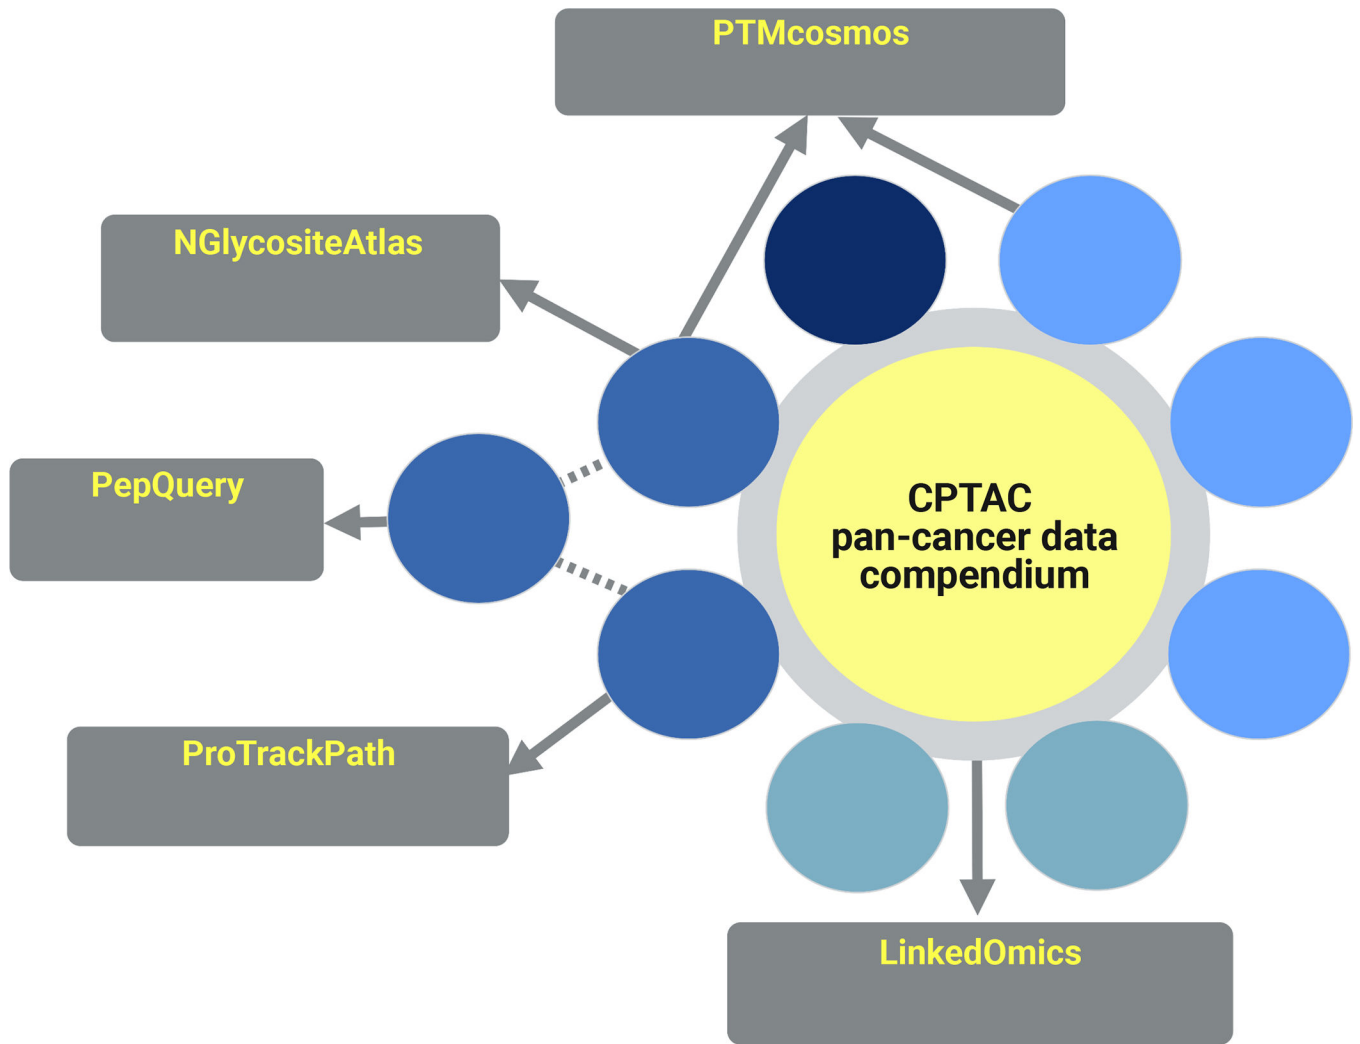 PTMcosmos
NGlycositeAtlas
PepQuery
CPTAC
pan-cancer data
compendium
ProTrackPath
LinkedOmics